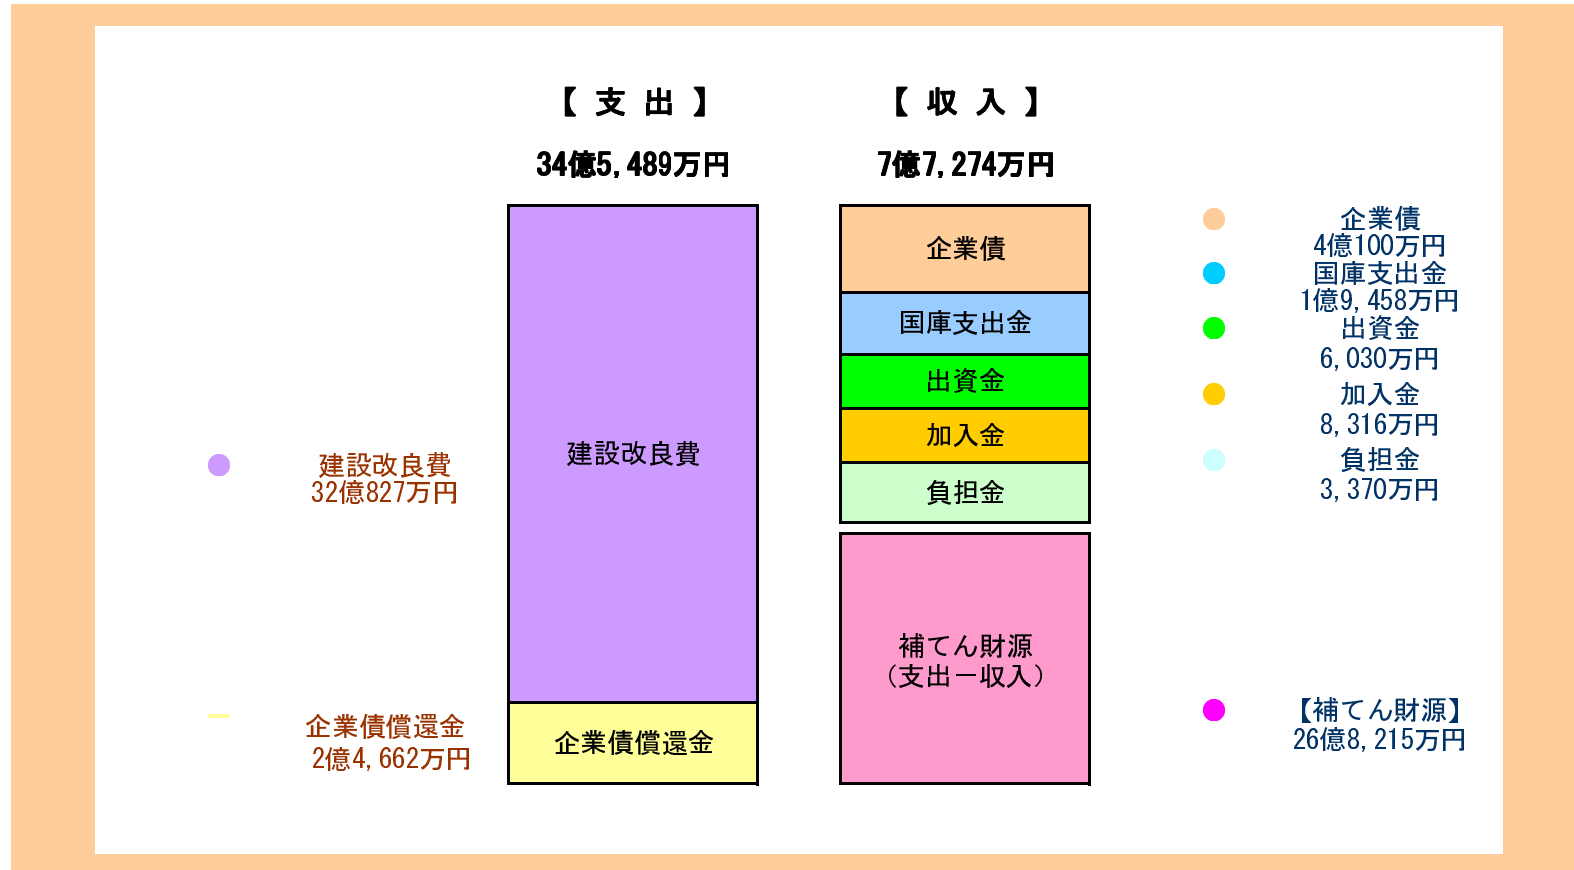 【 支 出 】
34億5,489万円
【 収 入 】
7億7,274万円
建設改良費
32億827万円
企業債償還金
2億4,662万円
建設改良費
企業債償還金
企業債
国庫支出金
出資金
加入金
負担金
補てん財源
（支出－収入）
企業債
4億100万円
国庫支出金
1億9,458万円
出資金
6,030万円
加入金
8,316万円
負担金
3,370万円
【補てん財源】
26億8,215万円